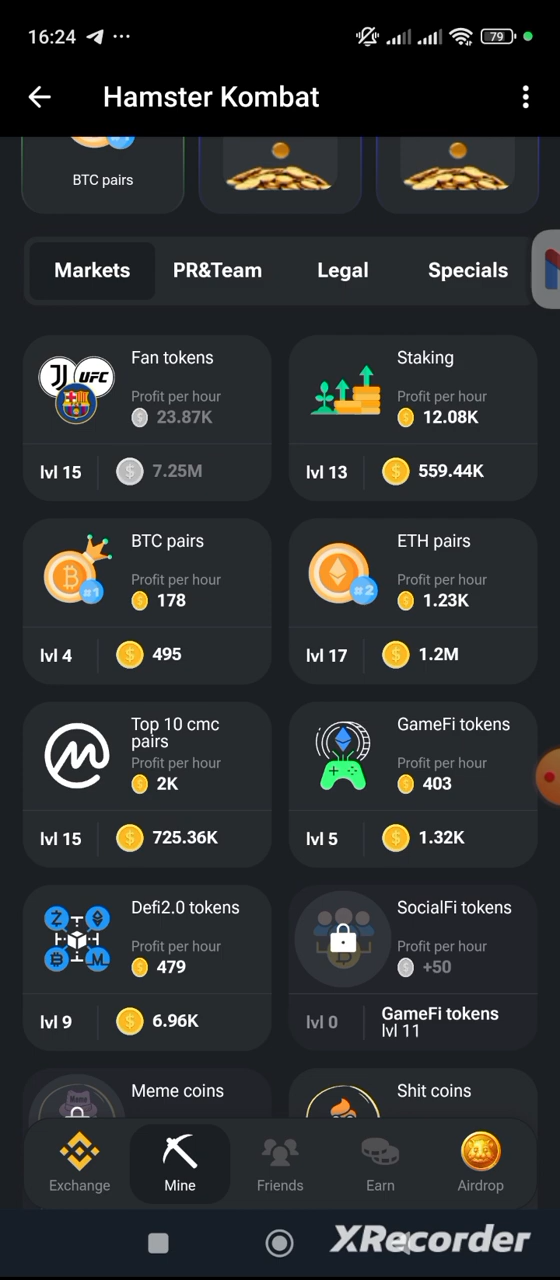 16:24
79
Hamster Kombat
BTC pairs
Markets PR&Team Legal Specials
Fan tokens
Profit per hour
23.87K
lvl 15 7.25M
UFC
Staking
Profit per hour
12.08K
lvl 13 559.44K
BTC pairs
Profit per hour
178
#1
lvl 4 495
ETH pairs
Profit per hour
1.23K
#2
lvl 17 1.2M
Top 10 cmc
pairs
Profit per hour
2K
lvl 15 725.36K
GameFi tokens
Profit per hour
403
lvl 5 1.32K
Defi2.0 tokens
Profit per hour
479
lvl 9 6.96K
SocialFi tokens
Profit per hour
+50
lvl 0 GameFi tokens
lvl 11
Meme coins
Shit coins
Exchange Mine Friends Earn Airdrop
XRecorder